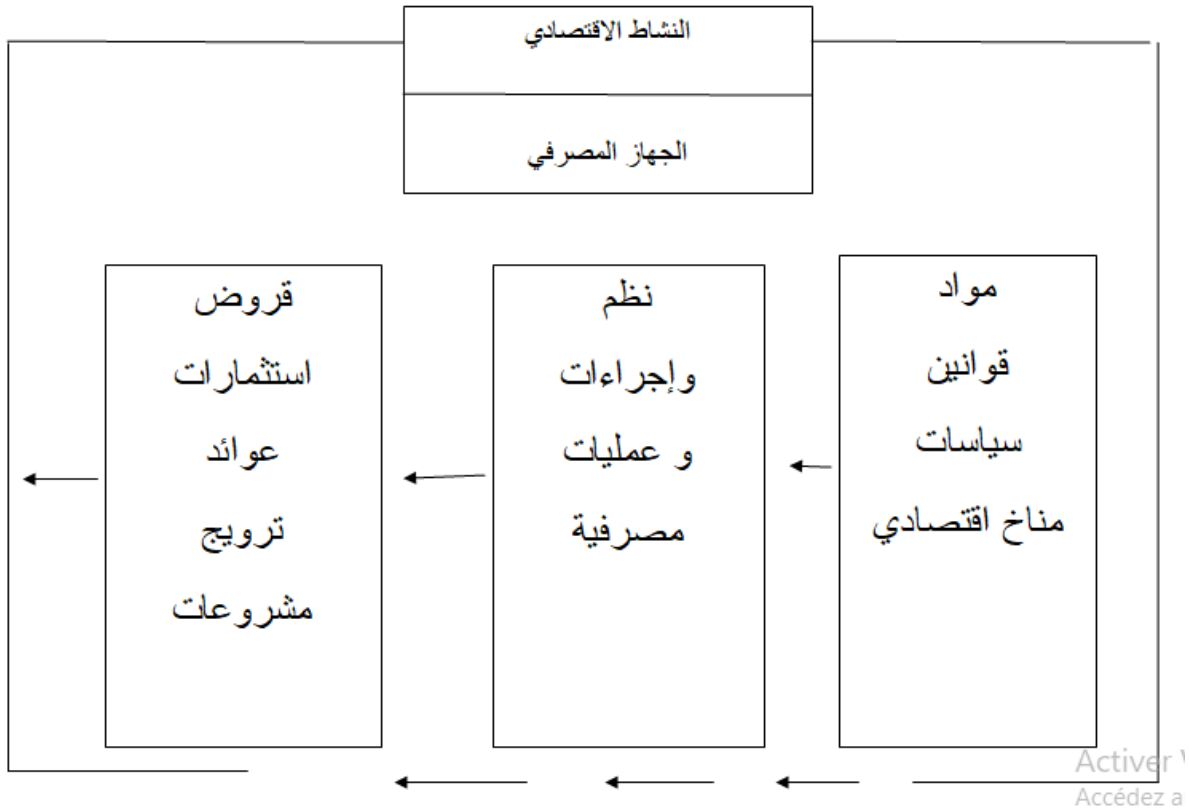 النشاط الاقتصادي
الجهاز المصرفي
مواد
قوانين
سياسات
مناخ اقتصادي
نظم
وإجراءات
و عمليات
مصرفية
قروض
استثمارات
عوائد
ترويج
مشروعات
Activer
Accédez a